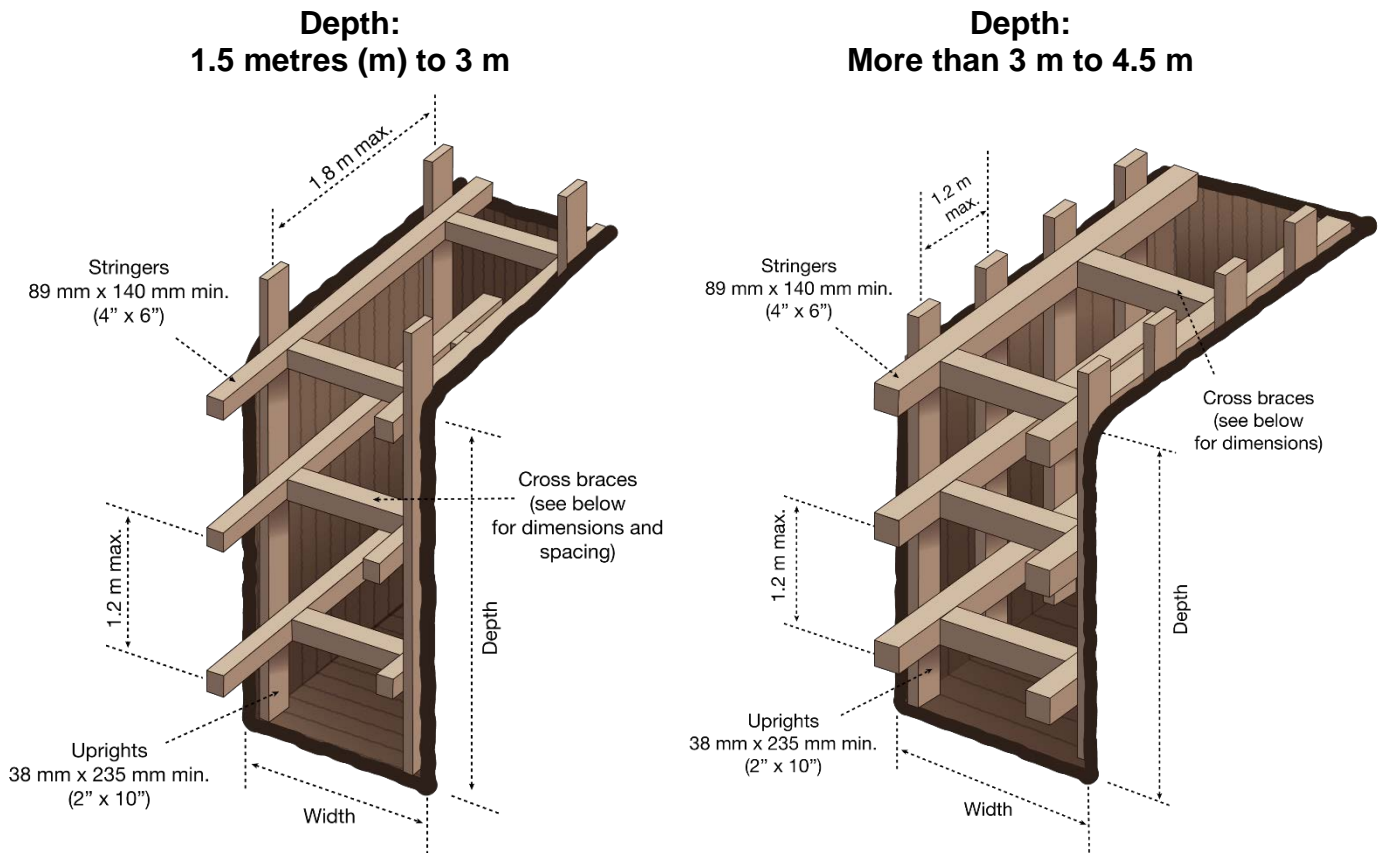 Depth:
1.5 metres (m) to 3 m
1.8 m max.
Stringers
89 mm x 140 mm min.
(4” x 6”)
Cross braces
(see below
for dimensions and
spacing)
1.2 m max.
Depth
Uprights
38 mm x 235 mm min.
(2” x 10”)
Width
Depth:
More than 3 m to 4.5 m
1.2 m
max.
Stringers
89 mm x 140 mm min.
(4” x 6”)
Cross braces
(see below
for dimensions)
1.2 m max.
Depth
Uprights
38 mm x 235 mm min.
(2” x 10”)
Width